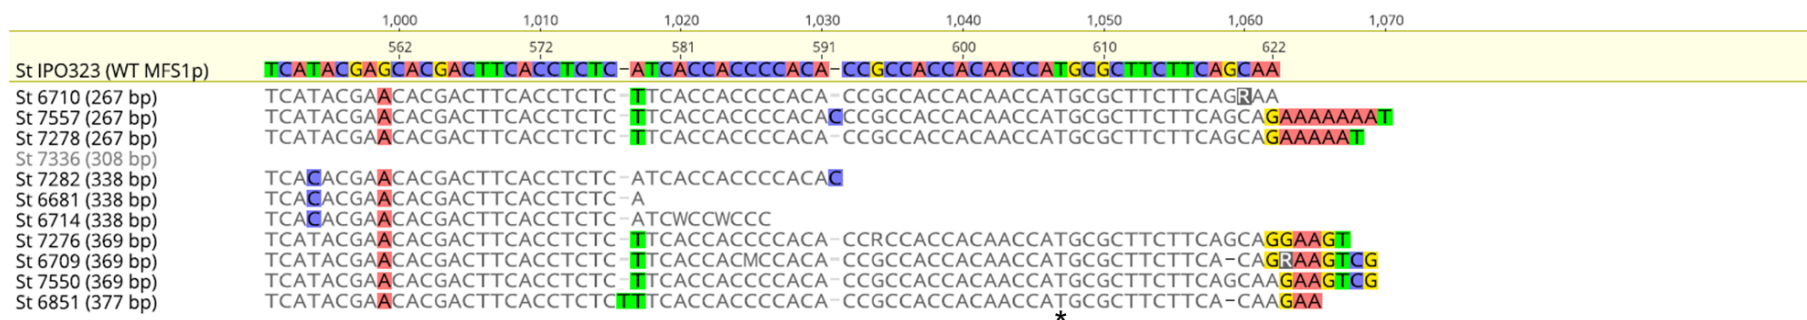 1,000 1,010 1,020 1,030 1,040 1,050 1,060 1,070
562 572 581 591 600 610 622
St IPO323 (WT MFS1p) TCATACGAGCACGACTTCACCTCTC-ATCACCACCCCACA-CCGCCACCACAACCATGCGCTTCTTCAGCAA
St 6710 (267 bp) TCATACGAACACGACTTCACCTCTC-TTCACCACCCCACA-CCGCCACCACAACCATGCGCTTCTTCAGRAA
St 7557 (267 bp) TCATACGAACACGACTTCACCTCTC-TTCACCACCCCACACCCGCCACCACAACCATGCGCTTCTTCAGCAGAAAAAAAT
St 7278 (267 bp) TCATACGAACACGACTTCACCTCTC-TTCACCACCCCACA-CCGCCACCACAACCATGCGCTTCTTCAGCAGAAAAAT
St 7336 (308 bp)
St 7282 (338 bp) TCACACGAACACGACTTCACCTCTC-ATCACCACCCCACAC
St 6681 (338 bp) TCACACGAACACGACTTCACCTCTC-A
St 6714 (338 bp) TCACACGAACACGACTTCACCTCTC-ATCWCCWCCC
St 7276 (369 bp) TCATACGAACACGACTTCACCTCTC-TTCACCACCCCACA-CCRCCACCACAACCATGCGCTTCTTCAGCAGGAAGT
St 6709 (369 bp) TCATACGAACACGACTTCACCTCTC-TTCACCACMCCACA-CCGCCACCACAACCATGCGCTTCTTCA-CAGRAAGTCG
St 7550 (369 bp) TCATACGAACACGACTTCACCTCTC-TTCACCACCCCACA-CCGCCACCACAACCATGCGCTTCTTCAGCAAGAAGTCG
St 6851 (377 bp) TCATACGAACACGACTTCACCTCTCTTTCACCACCCCACA-CCGCCACCACAACCATGCGCTTCTTCA-CAAGAA
*